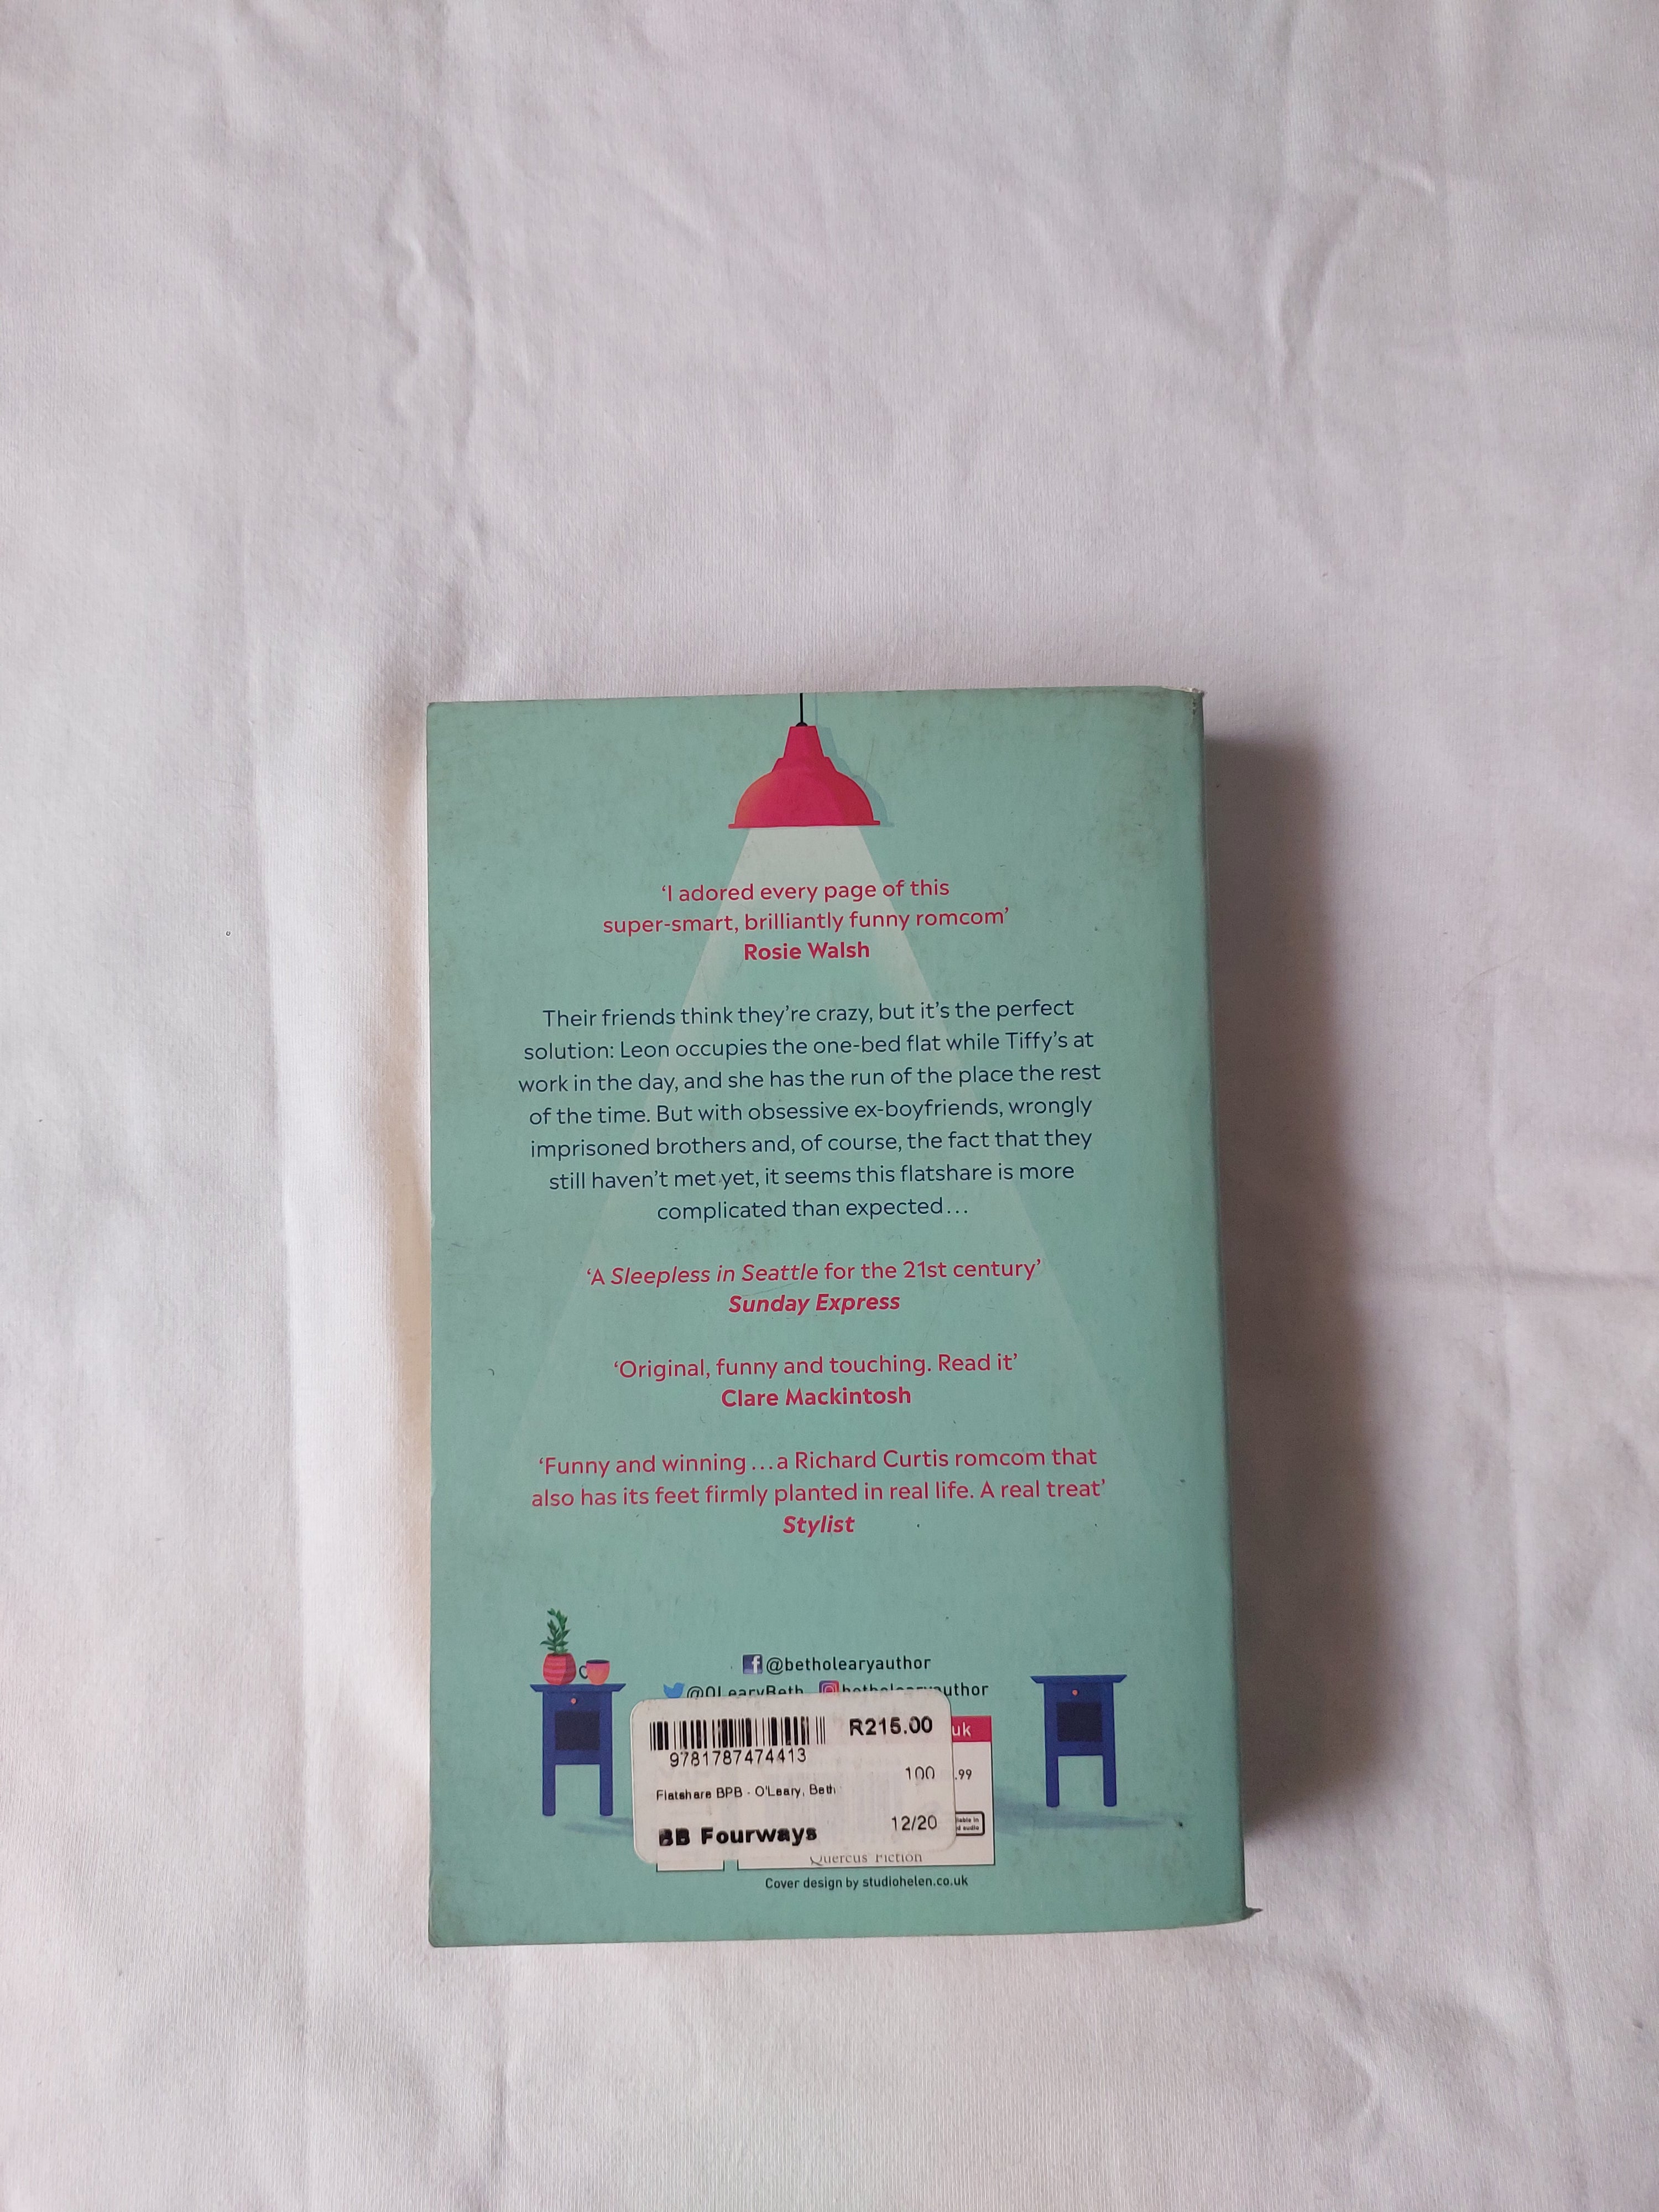 ‘I adored every page of this
super-smart, brilliantly funny romcom’
Rosie Walsh
Their friends think they’re crazy, but it’s the perfect
solution: Leon occupies the one-bed flat while Tiffy’s at
work in the day, and she has the run of the place the rest
of the time. But with obsessive ex-boyfriends, wrongly
imprisoned brothers and, of course, the fact that they
still haven’t met yet, it seems this flatshare is more
complicated than expected...
‘A Sleepless in Seattle for the 21st century’
Sunday Express
‘Original, funny and touching. Read it’
Clare Mackintosh
‘Funny and winning...a Richard Curtis romcom that
also has its feet firmly planted in real life. A real treat’
Stylist
@betholearyauthor
@OLearyBeth betholearyauthor
uk
R215.00
9781787474413
100
.99
Flatshare BPB - O'Leary, Beth
12/20
BB Fourways
Quercus Fiction
Cover design by studiohelen.co.uk